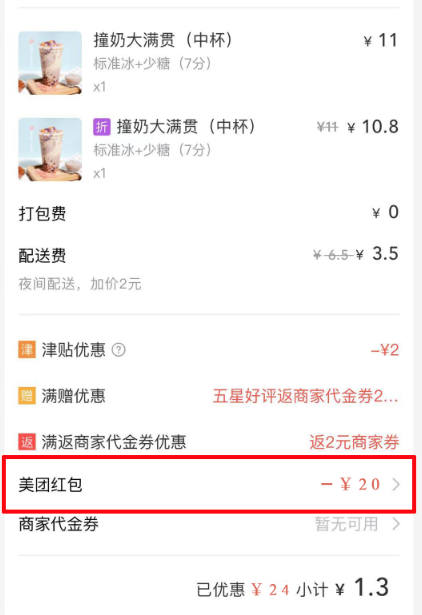 撞奶大满贯（中杯） ¥ 11
标准冰+少糖（7分）
x1
折 撞奶大满贯（中杯） ¥11 ¥ 10.8
标准冰+少糖（7分）
x1
打包费 ¥ 0
配送费 ¥ 6.5 ¥ 3.5
夜间配送，加价2元
津 津贴优惠 ? -¥2
赠 满赠优惠 五星好评返商家代金券2...
返 满返商家代金券优惠 返2元商家券
美团红包 -¥20 >
商家代金券 暂无可用 >
已优惠 ¥24 小计 ¥ 1.3